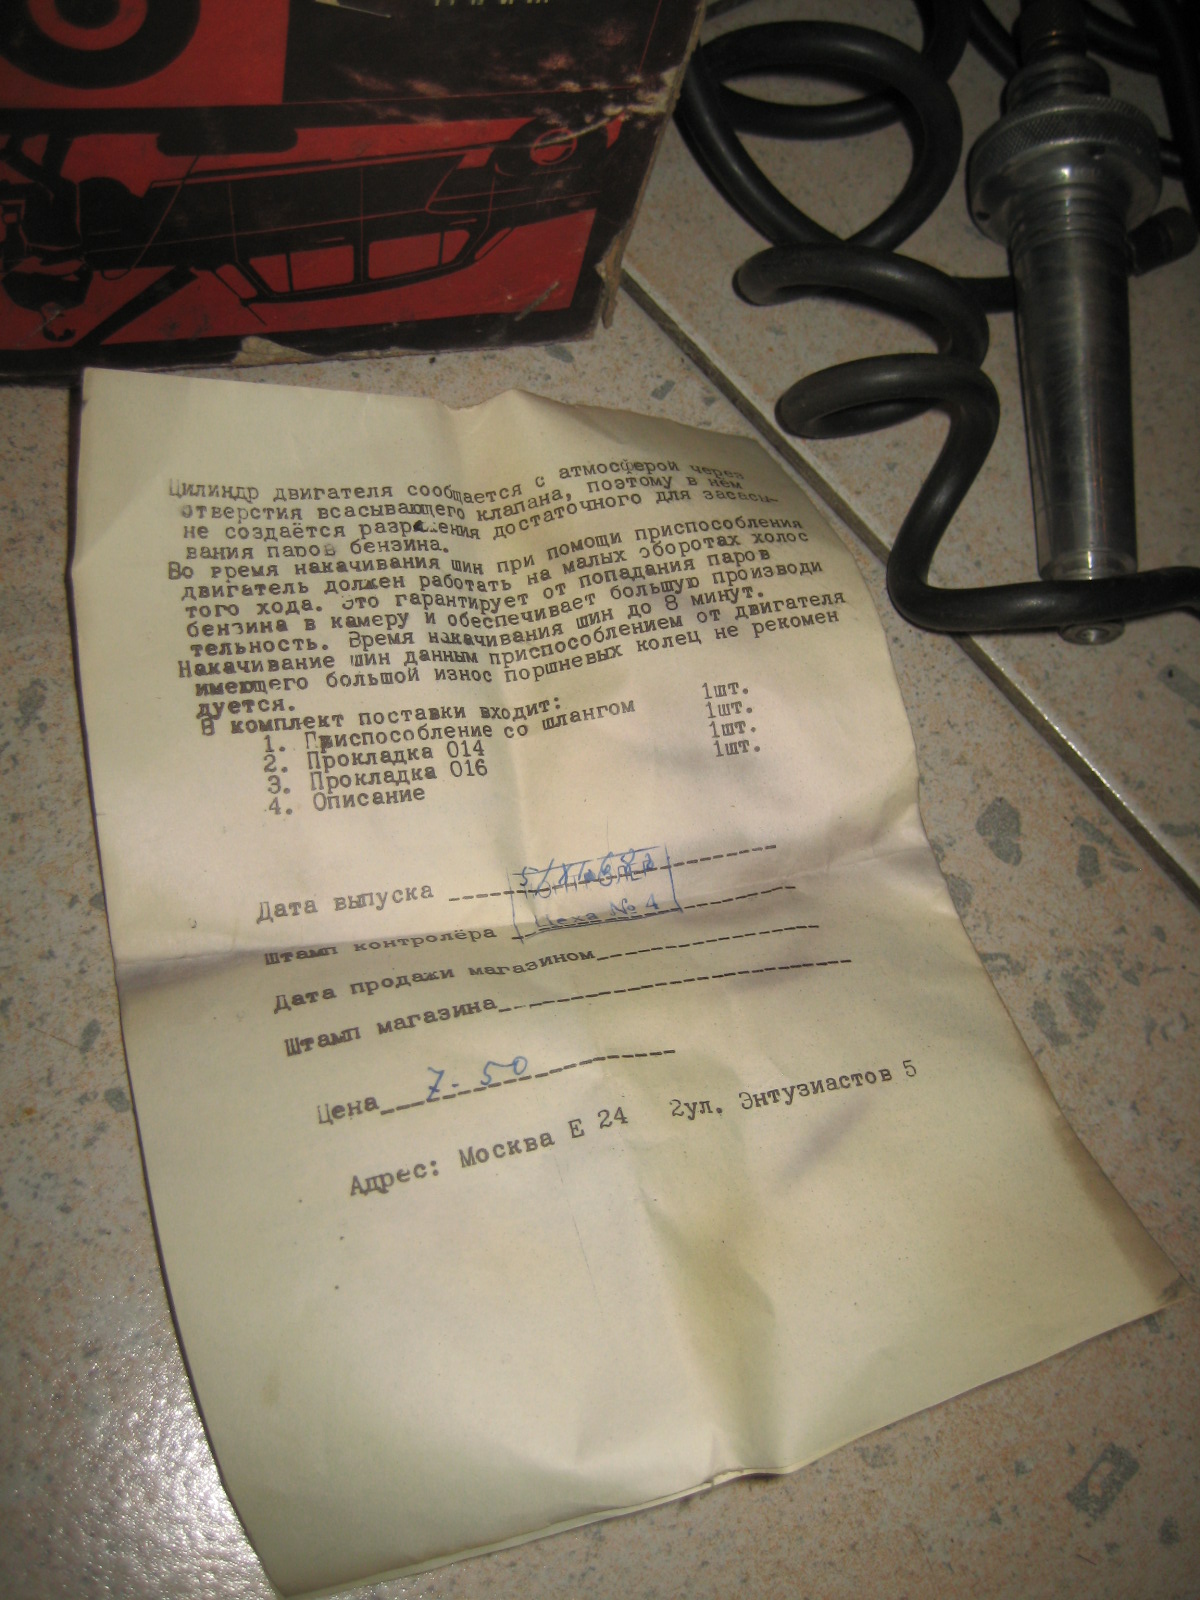 Цилиндр двигателя сообщается с атмосферой через
отверстия всасывающего клапана, поэтому в нём
не создаётся разрежения достаточного для засасы-
вания паров бензина.
Во время накачивания шин при помощи приспособления
двигатель должен работать на малых оборотах холос
того хода. Это гарантирует от попадания паров
бензина в камеру и обеспечивает большую производи
тельность. Время накачивания шин до 8 минут.
Накачивание шин данным приспособлением от двигателя
имеющего большой износ поршневых колец не рекомен
дуется.
В комплект поставки входит:
1. Приспособление со шлангом 1шт.
2. Прокладка 014 1шт.
3. Прокладка 016 1шт.
4. Описание 1шт.
Дата выпуска
КОНТРОЛЕР
Штамп контролёра Цеха № 4
Дата продажи магазином
Штамп магазина
Цена 7-50
Адрес: Москва Е 24 2ул. Энтузиастов 5